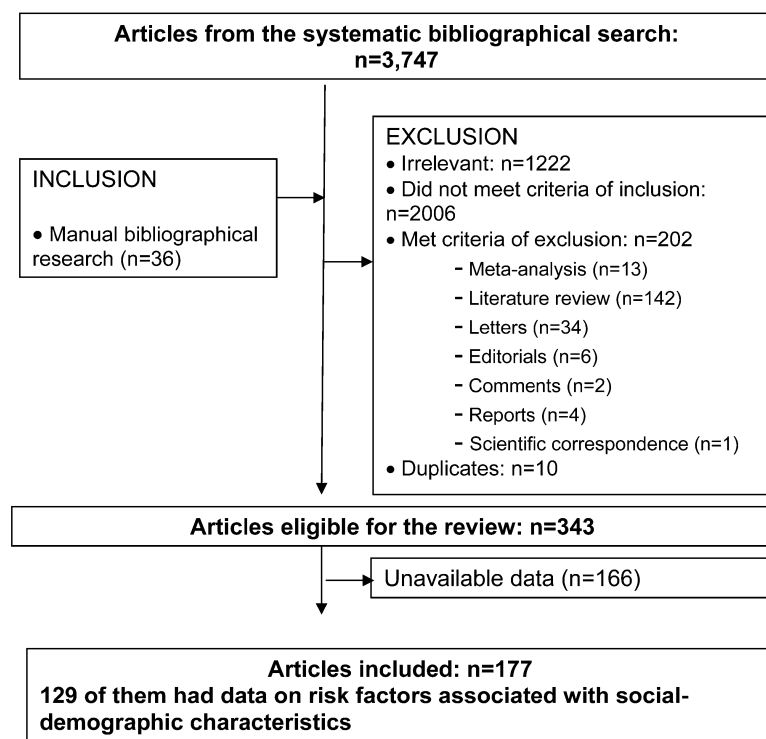 Articles from the systematic bibliographical search:
n=3,747
INCLUSION
• Manual bibliographical
research (n=36)
EXCLUSION
• Irrelevant: n=1222
• Did not meet criteria of inclusion:
n=2006
• Met criteria of exclusion: n=202
- Meta-analysis (n=13)
- Literature review (n=142)
- Letters (n=34)
- Editorials (n=6)
- Comments (n=2)
- Reports (n=4)
- Scientific correspondence (n=1)
• Duplicates: n=10
Articles eligible for the review: n=343
Unavailable data (n=166)
Articles included: n=177
129 of them had data on risk factors associated with social-
demographic characteristics